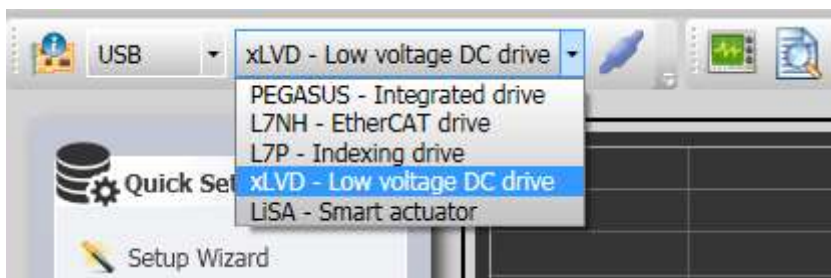 USB
xLVD - Low voltage DC drive
PEGASUS - Integrated drive
L7NH - EtherCAT drive
L7P - Indexing drive
xLVD - Low voltage DC drive
LiSA - Smart actuator
Quick Set
Setup Wizard